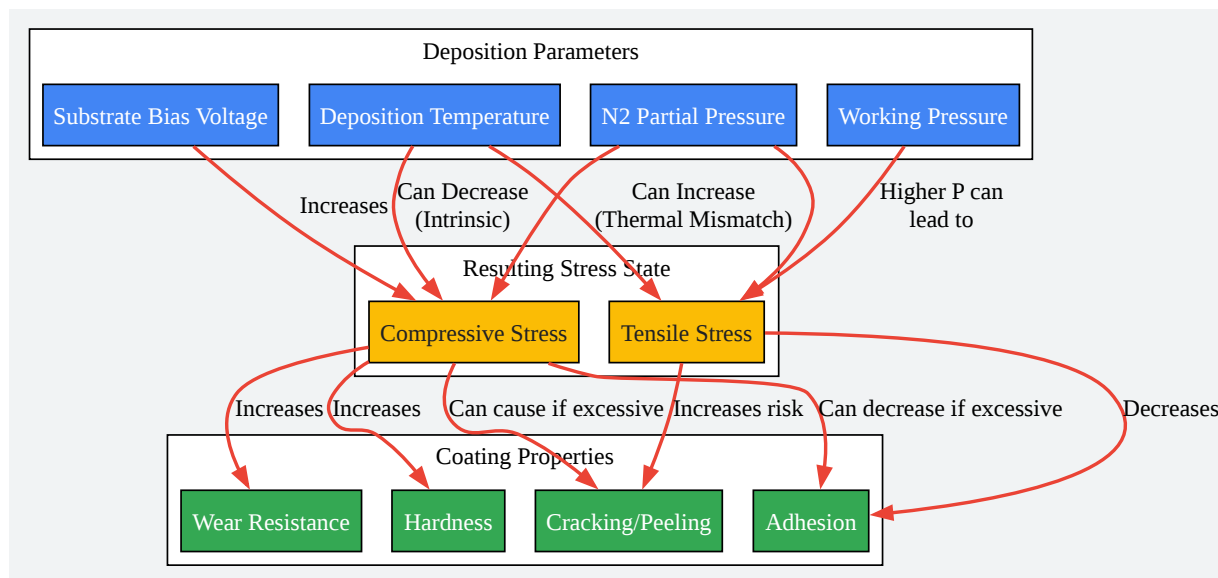 Deposition Parameters
Substrate Bias Voltage
Deposition Temperature
N2 Partial Pressure
Working Pressure
Increases
Can Decrease
(Intrinsic)
Can Increase
(Thermal Mismatch)
Higher P can
lead to
Resulting Stress State
Compressive Stress
Tensile Stress
Increases
Increases
Can cause if excessive
Increases risk
Can decrease if excessive
Decreases
Coating Properties
Wear Resistance
Hardness
Cracking/Peeling
Adhesion